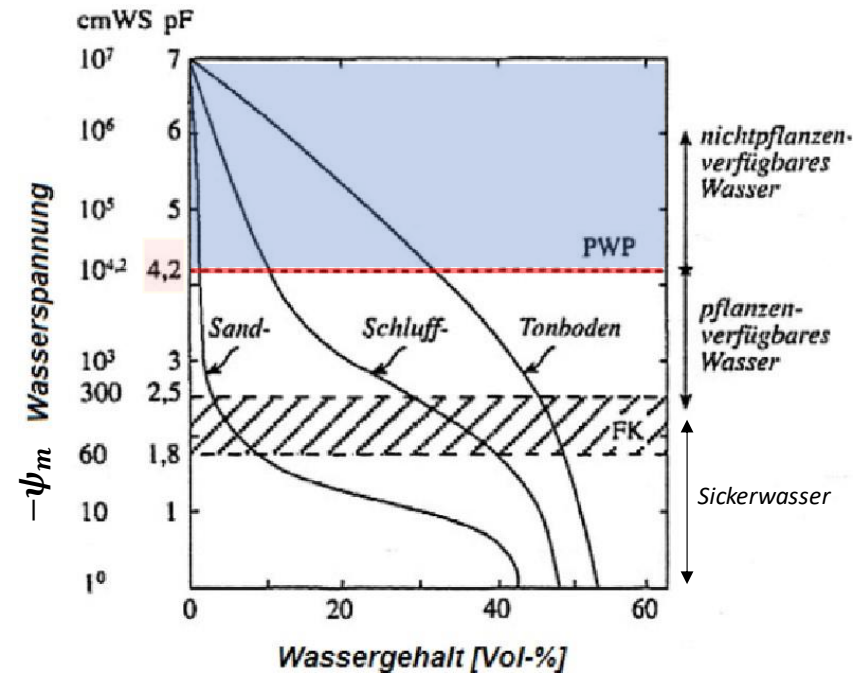 cmWS pF
10⁷ 7
10⁶ 6
nichtpflanzen-
verfügbares
Wasser
10⁵ 5
PWP
10⁴,² 4,2
pflanzen-
verfügbares
Wasser
Sand- Schluff- Tonboden
10³ 3
300 2,5
FK
60 1,8
Sickerwasser
10 1
1⁰
0 20 40 60
Wassergehalt [Vol-%]
−ψₘ Wasserspannung